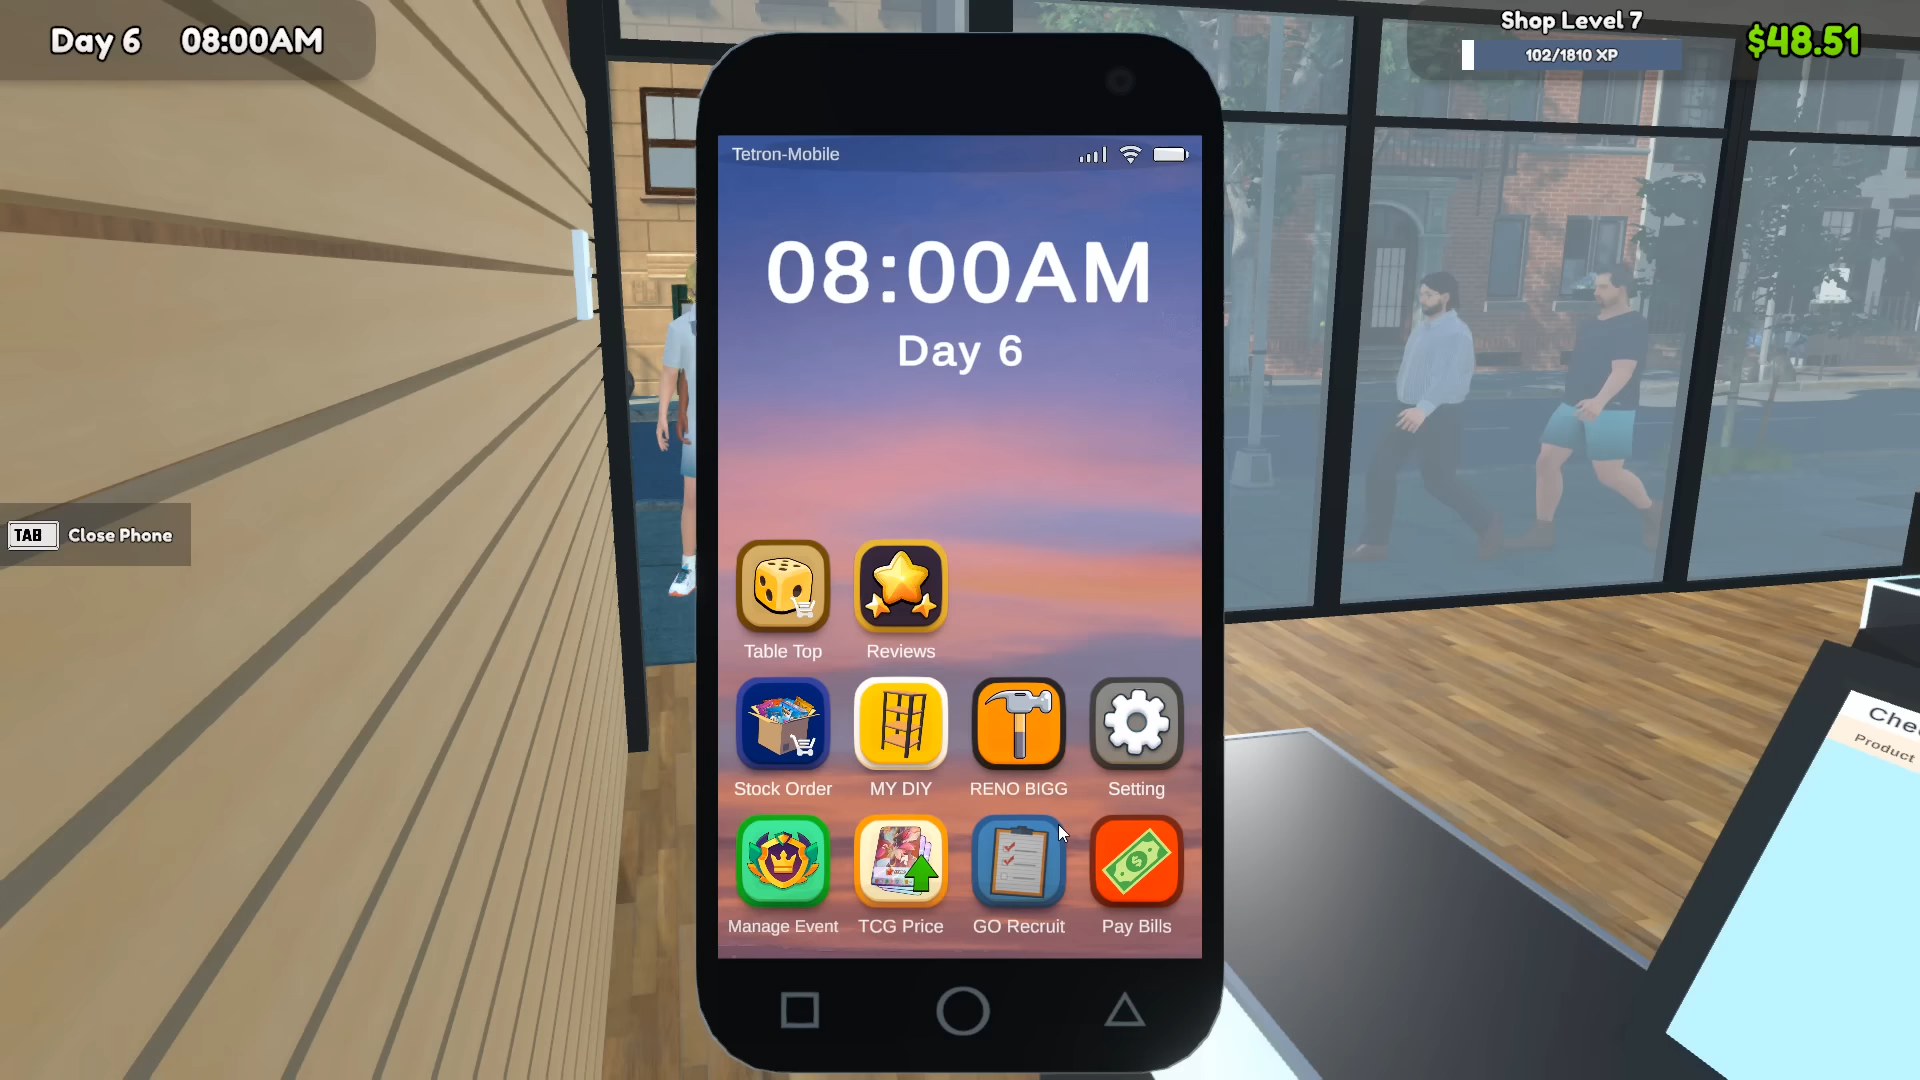 Day 6 08:00AM
Shop Level 7
102/1810 XP
$48.51
Tetron-Mobile
08:00AM
Day 6
TAB Close Phone
Table Top Reviews
Stock Order MY DIY RENO BIGG Setting
Manage Event TCG Price GO Recruit Pay Bills
Product